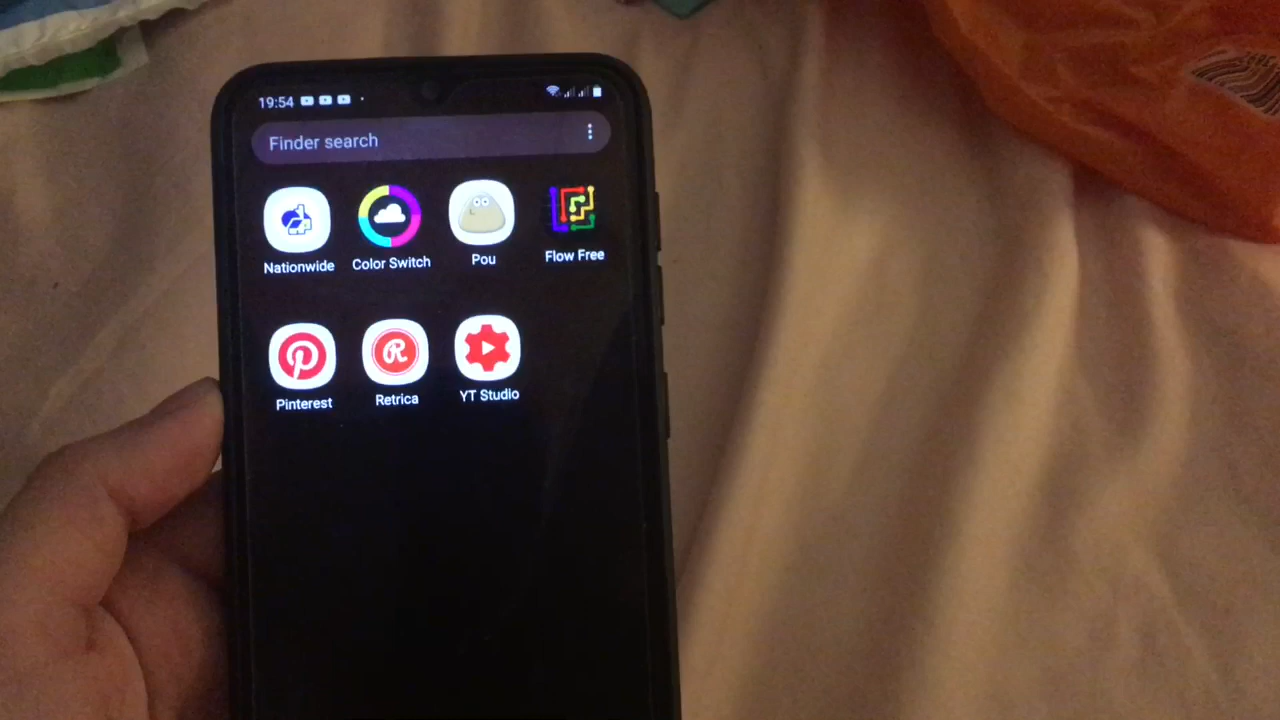 19:54
Finder search
Nationwide Color Switch Pou Flow Free
Pinterest Retrica YT Studio